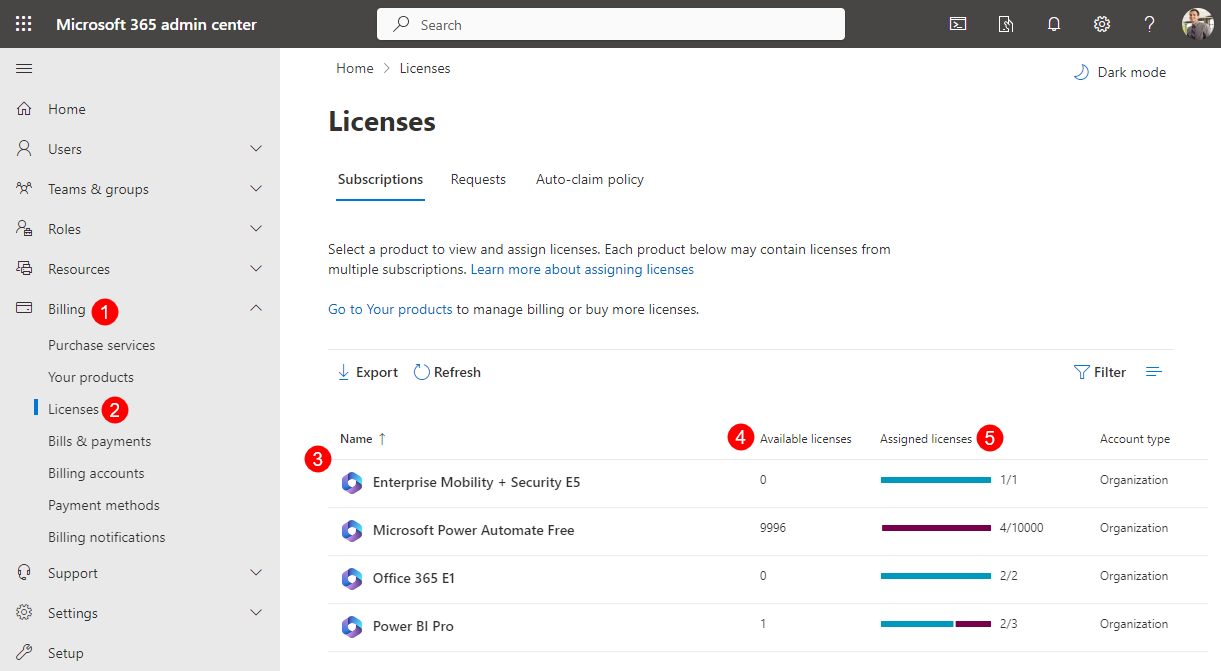 Microsoft 365 admin center
Search
Home > Licenses
Dark mode
Home
Users
Teams & groups
Roles
Resources
Billing 1
Purchase services
Your products
Licenses 2
Bills & payments
Billing accounts
Payment methods
Billing notifications
Support
Settings
Setup
Licenses
Subscriptions Requests Auto-claim policy
Select a product to view and assign licenses. Each product below may contain licenses from
multiple subscriptions. Learn more about assigning licenses
Go to Your products to manage billing or buy more licenses.
Export Refresh Filter
Name ↑ 4 Available licenses Assigned licenses 5 Account type
3
Enterprise Mobility + Security E5 0 1/1 Organization
Microsoft Power Automate Free 9996 4/10000 Organization
Office 365 E1 0 2/2 Organization
Power BI Pro 1 2/3 Organization